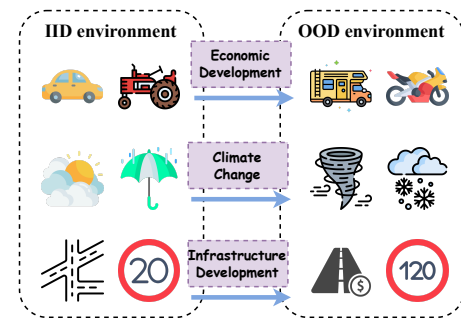 IID environment
OOD environment
Economic
Development
Climate
Change
Infrastructure
Development
20
$
120